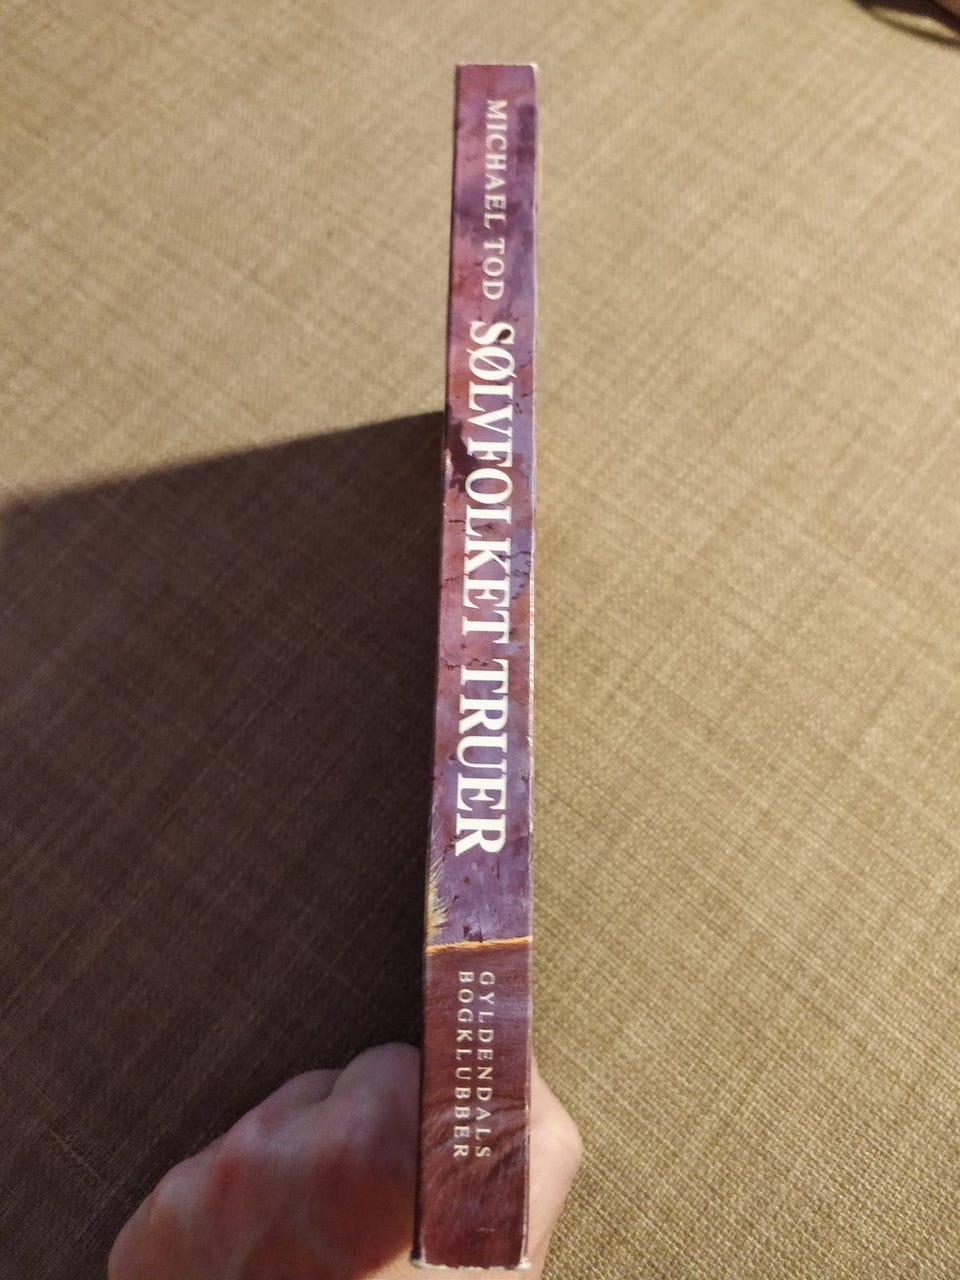 MICHAEL TOD SØLVFOLKET TRUER
GYLDENDALS
BOGKLUBBER